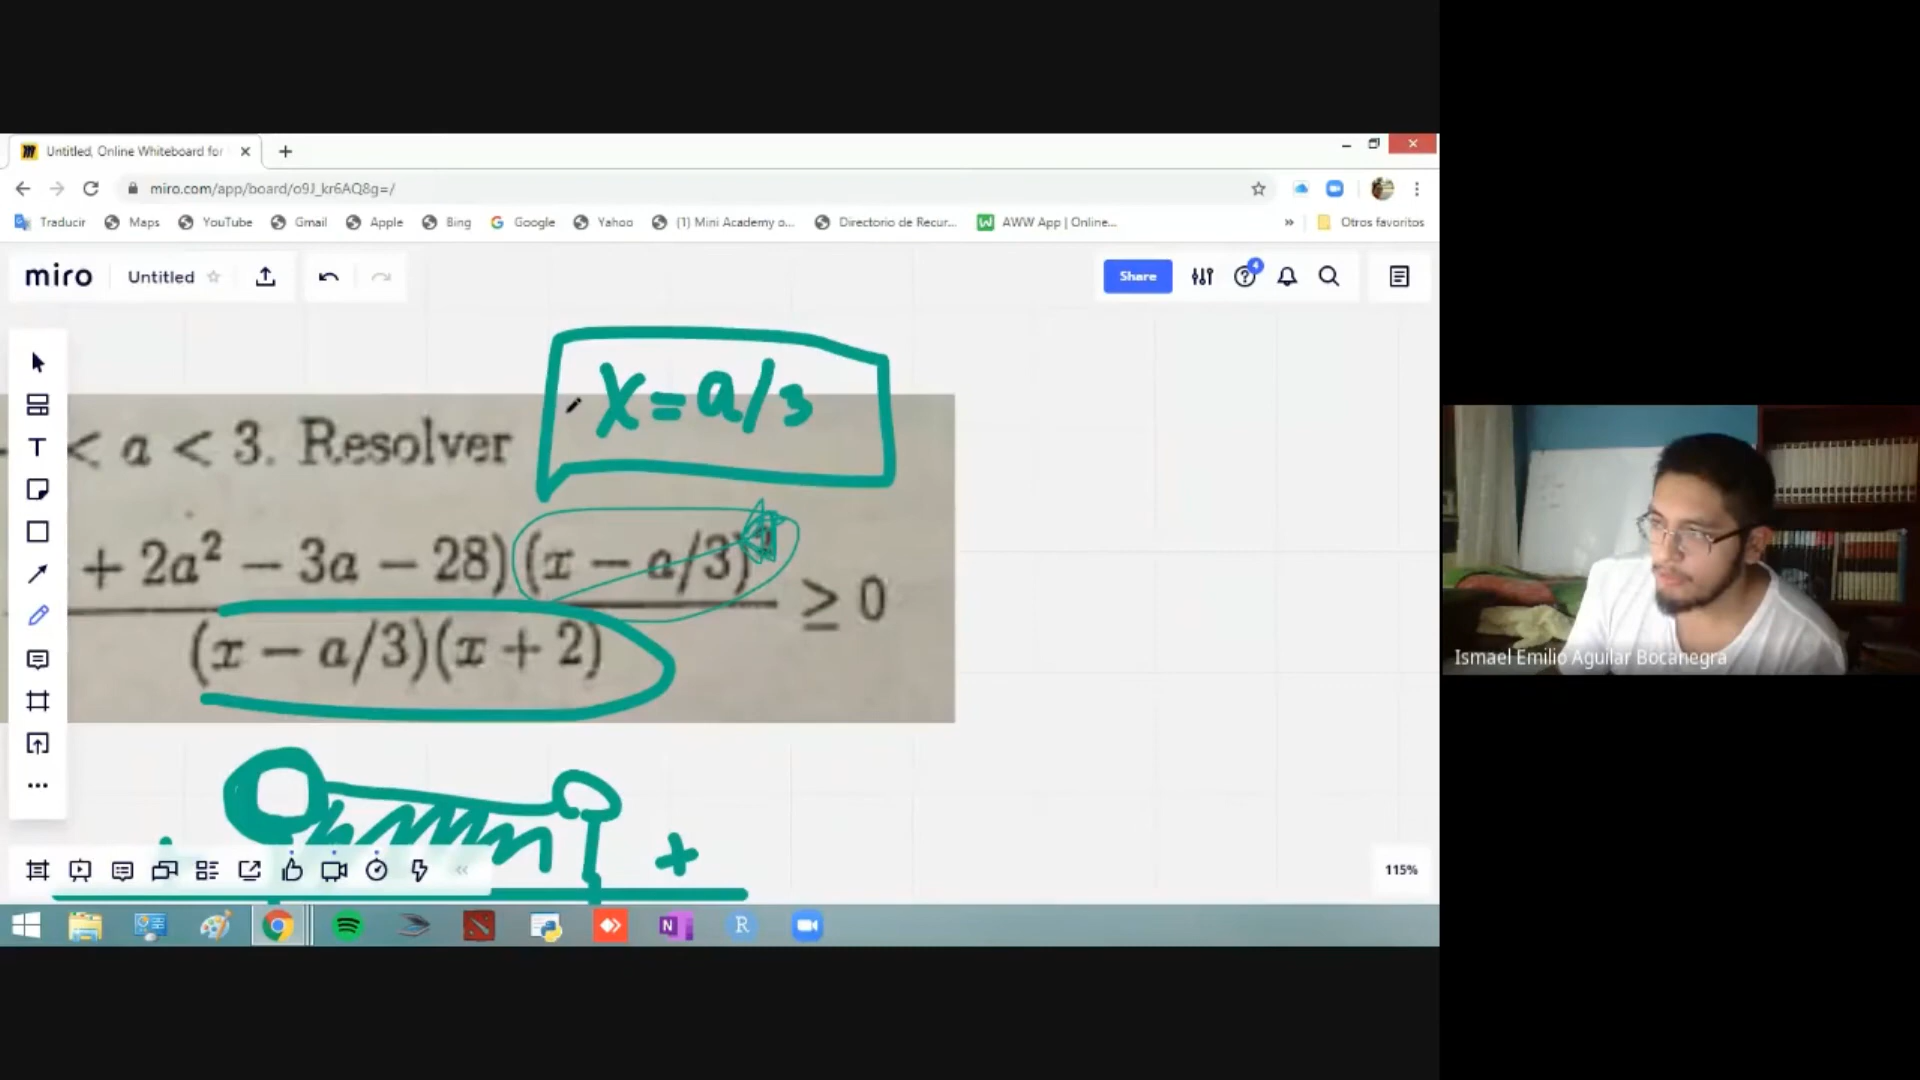 Untitled, Online Whiteboard for
miro.com/app/board/o9J_kr6AQ8g=/
Traducir Maps YouTube Gmail Apple Bing Google Yahoo (1) Mini Academy o... Directorio de Recur... AWW App | Online... » Otros favoritos
miro Untitled Share 4
x = a/3
< a < 3. Resolver
+ 2a² − 3a − 28)(x − a/3)
≥ 0
(x − a/3)(x + 2)
Ismael Emilio Aguilar Bocanegra
+
115%